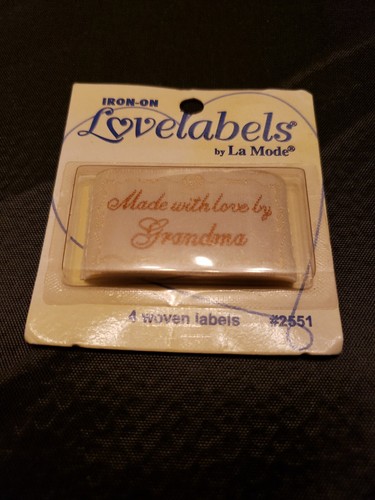 IRON-ON
Lovelabels®
by La Mode®
Made with love by
Grandma
4 woven labels #2551